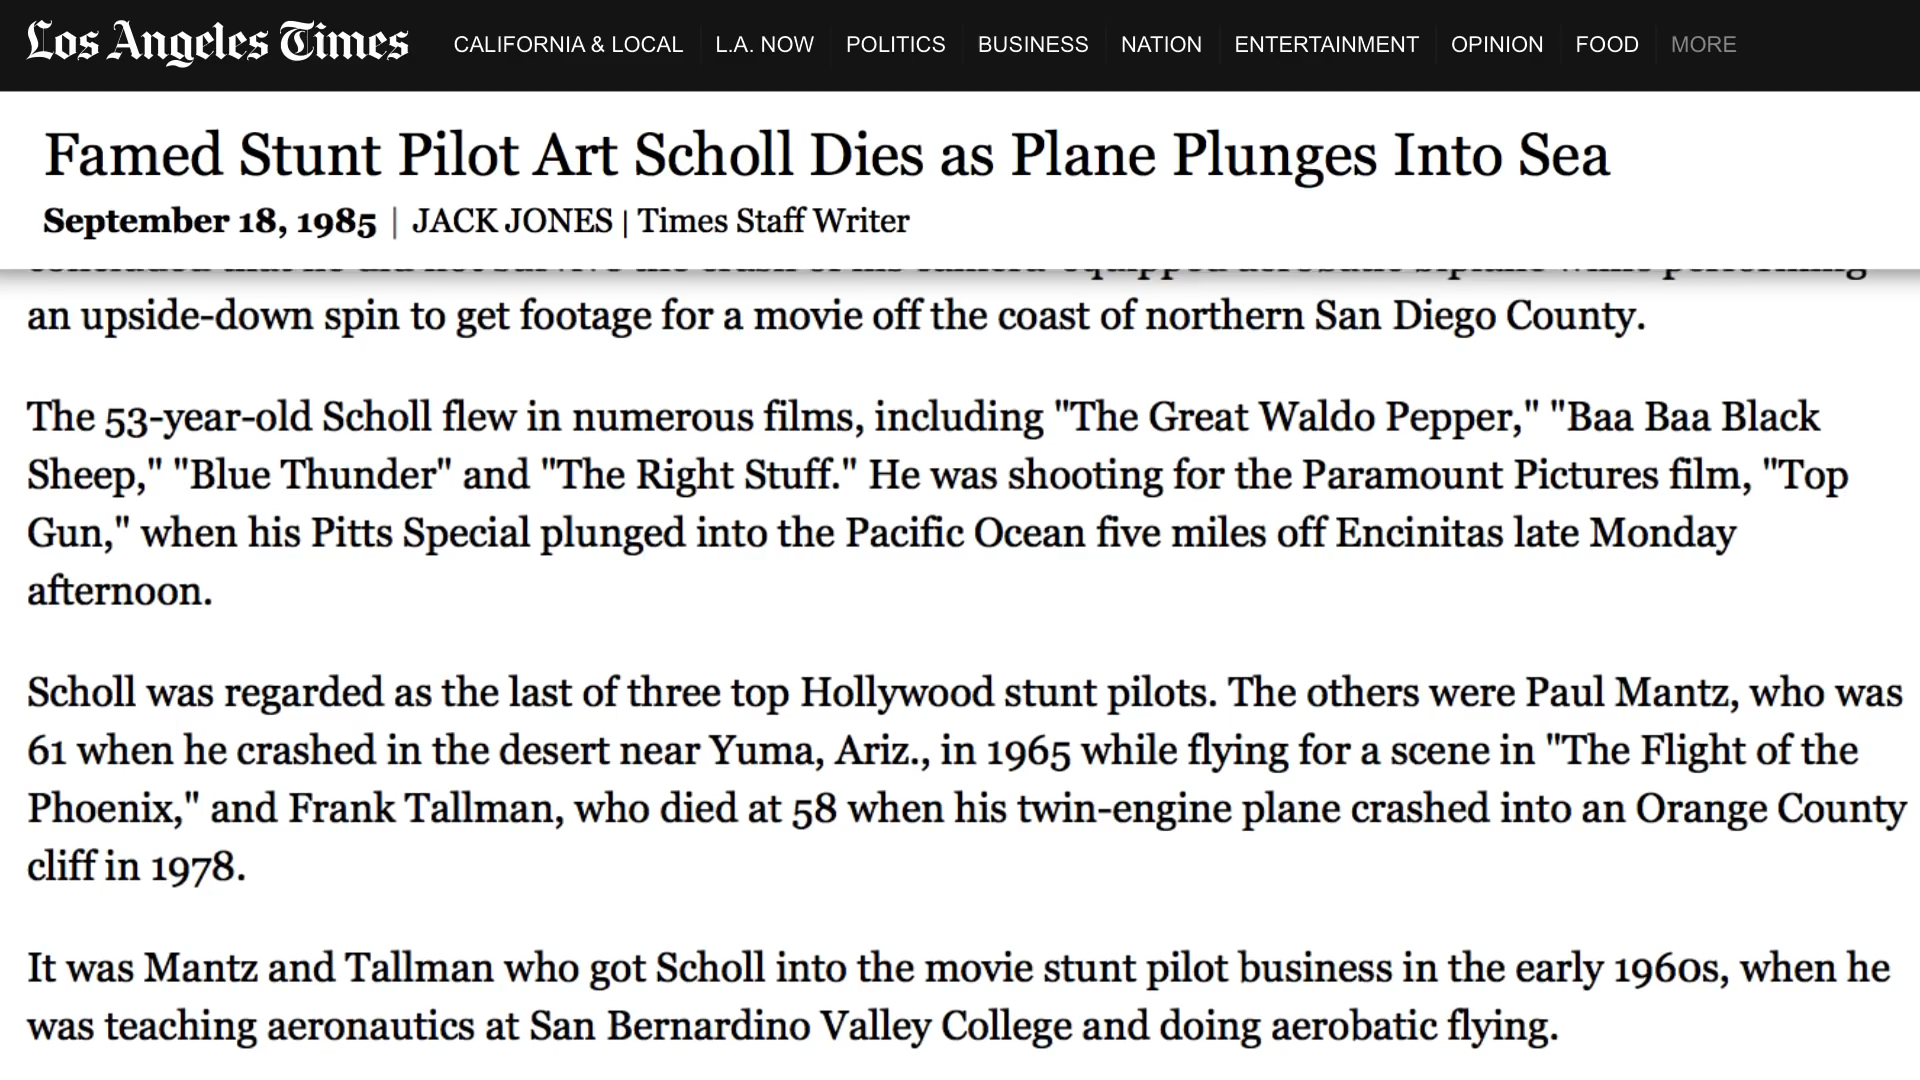 Los Angeles Times CALIFORNIA & LOCAL L.A. NOW POLITICS BUSINESS NATION ENTERTAINMENT OPINION FOOD MORE
Famed Stunt Pilot Art Scholl Dies as Plane Plunges Into Sea
September 18, 1985 | JACK JONES | Times Staff Writer
an upside-down spin to get footage for a movie off the coast of northern San Diego County.
The 53-year-old Scholl flew in numerous films, including "The Great Waldo Pepper," "Baa Baa Black
Sheep," "Blue Thunder" and "The Right Stuff." He was shooting for the Paramount Pictures film, "Top
Gun," when his Pitts Special plunged into the Pacific Ocean five miles off Encinitas late Monday
afternoon.
Scholl was regarded as the last of three top Hollywood stunt pilots. The others were Paul Mantz, who was
61 when he crashed in the desert near Yuma, Ariz., in 1965 while flying for a scene in "The Flight of the
Phoenix," and Frank Tallman, who died at 58 when his twin-engine plane crashed into an Orange County
cliff in 1978.
It was Mantz and Tallman who got Scholl into the movie stunt pilot business in the early 1960s, when he
was teaching aeronautics at San Bernardino Valley College and doing aerobatic flying.